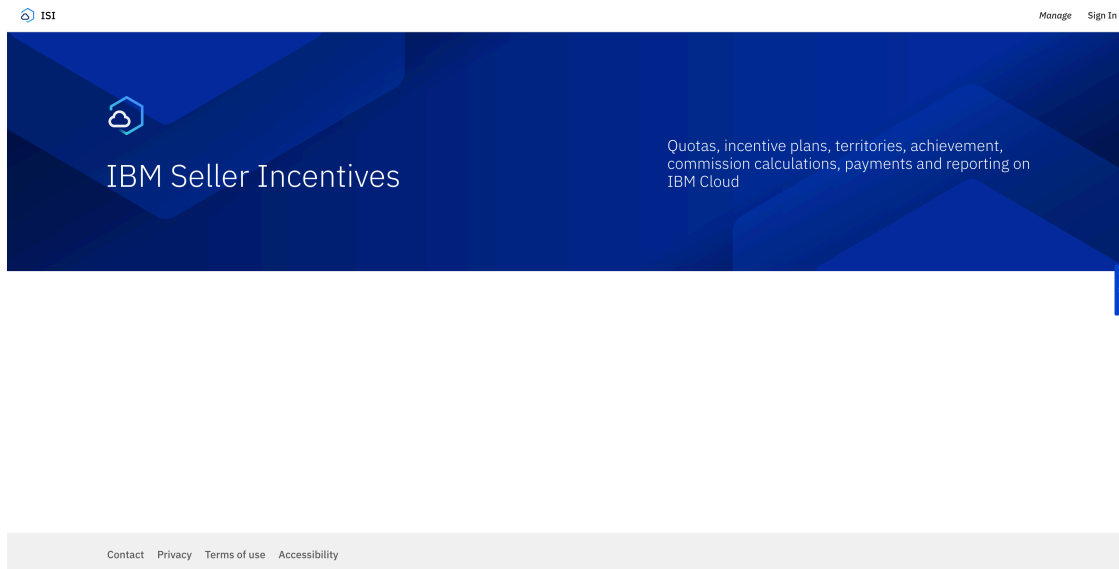 ISI
Manage Sign In
IBM Seller Incentives
Quotas, incentive plans, territories, achievement,
commission calculations, payments and reporting on
IBM Cloud
Contact Privacy Terms of use Accessibility